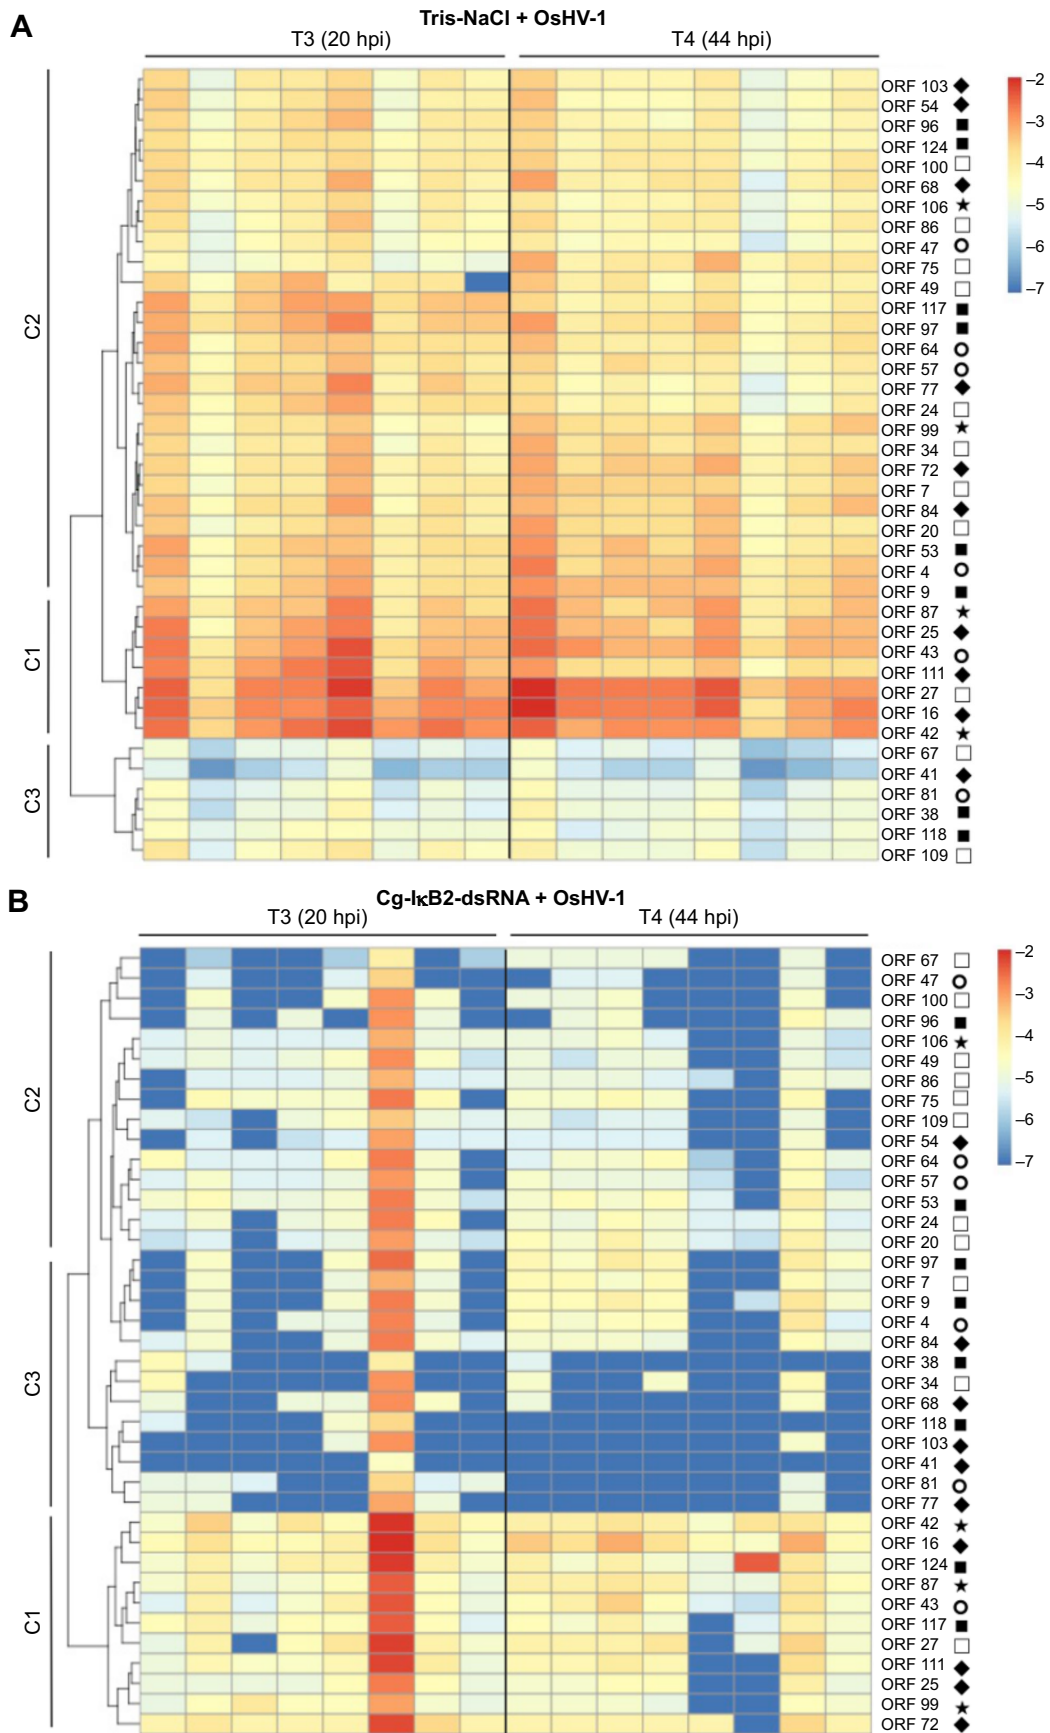 A
Tris-NaCl + OsHV-1
T3 (20 hpi)
T4 (44 hpi)
C2
C1
C3
ORF 103
ORF 54
ORF 96
ORF 124
ORF 100
ORF 68
ORF 106
ORF 86
ORF 47
ORF 75
ORF 49
ORF 117
ORF 97
ORF 64
ORF 57
ORF 77
ORF 24
ORF 99
ORF 34
ORF 72
ORF 7
ORF 84
ORF 20
ORF 53
ORF 4
ORF 9
ORF 87
ORF 25
ORF 43
ORF 111
ORF 27
ORF 16
ORF 42
ORF 67
ORF 41
ORF 81
ORF 38
ORF 118
ORF 109
–2
–3
–4
–5
–6
–7
B
Cg-IκB2-dsRNA + OsHV-1
T3 (20 hpi)
T4 (44 hpi)
C2
C3
C1
ORF 67
ORF 47
ORF 100
ORF 96
ORF 106
ORF 49
ORF 86
ORF 75
ORF 109
ORF 54
ORF 64
ORF 57
ORF 53
ORF 24
ORF 20
ORF 97
ORF 7
ORF 9
ORF 4
ORF 84
ORF 38
ORF 34
ORF 68
ORF 118
ORF 103
ORF 41
ORF 81
ORF 77
ORF 42
ORF 16
ORF 124
ORF 87
ORF 43
ORF 117
ORF 27
ORF 111
ORF 25
ORF 99
ORF 72
–2
–3
–4
–5
–6
–7